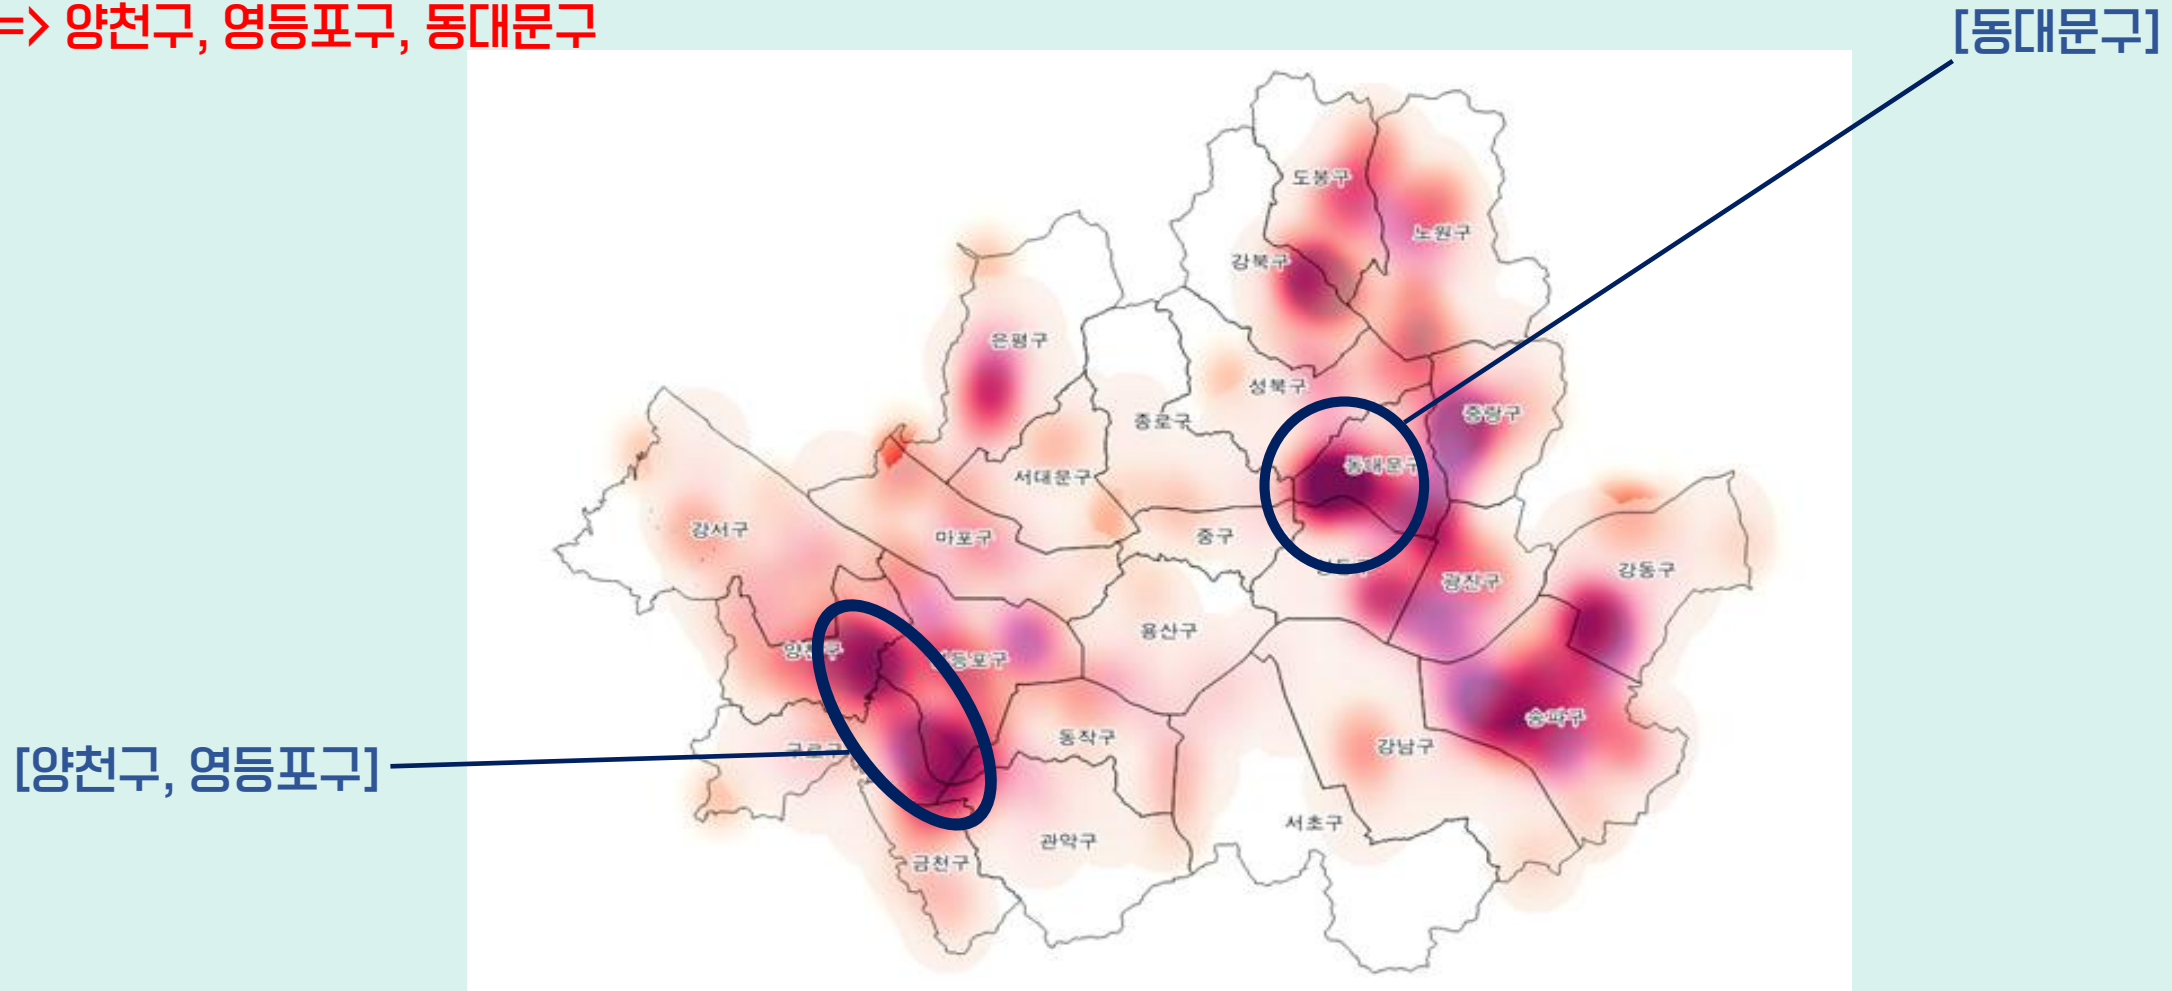 => 양천구, 영등포구, 동대문구
[동대문구]
도봉구
노원구
강북구
은평구
성북구
중랑구
종로구
동대문구
서대문구
강서구
마포구
중구
강동구
광진구
용산구
양천구
등포구
송파구
[양천구, 영등포구]
구로구
동작구
강남구
서초구
관악구
금천구